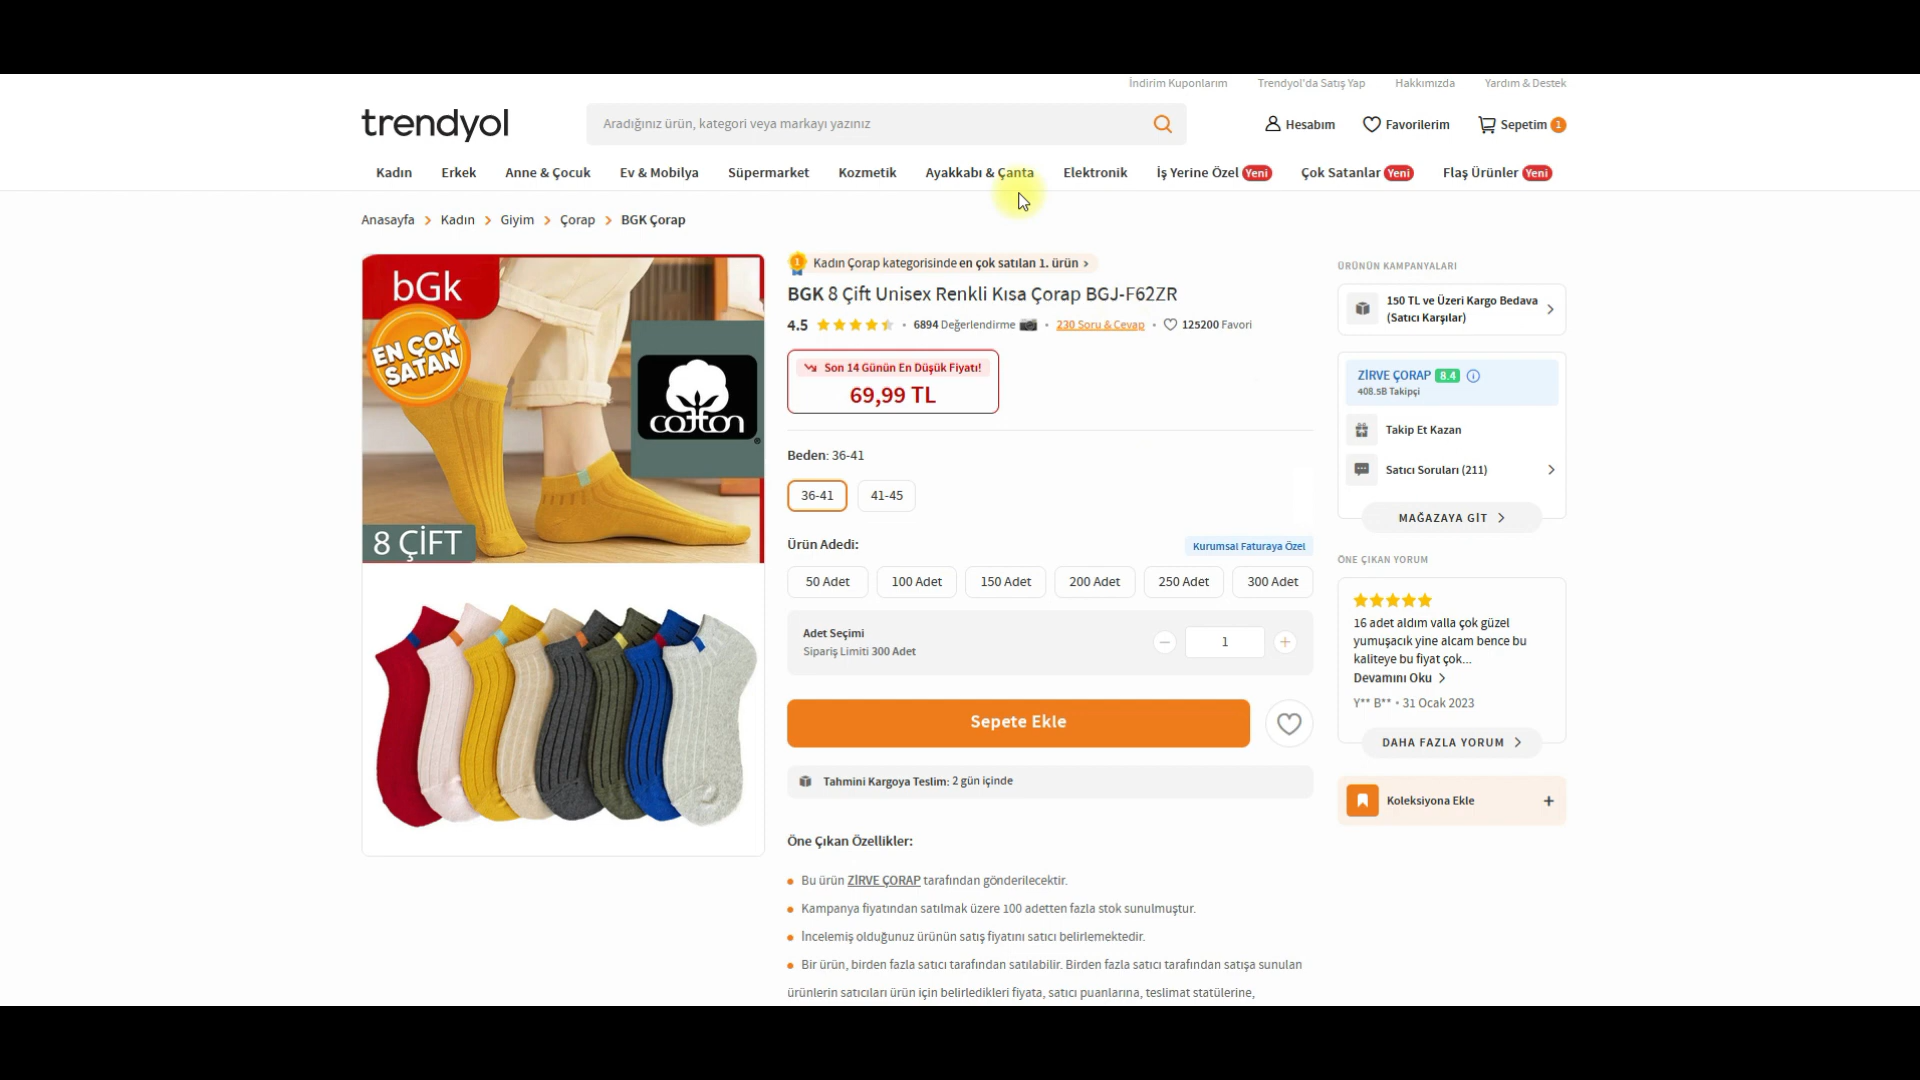 İndirim Kuponlarım Trendyol'da Satış Yap Hakkımızda Yardım & Destek
trendyol
Aradığınız ürün, kategori veya markayı yazınız
Hesabım Favorilerim Sepetim 1
Kadın Erkek Anne & Çocuk Ev & Mobilya Süpermarket Kozmetik Ayakkabı & Çanta Elektronik İş Yerine Özel Yeni Çok Satanlar Yeni Flaş Ürünler Yeni
Anasayfa Kadın Giyim Çorap BGK Çorap
bGk
EN ÇOK
SATAN
cotton
8 ÇİFT
1 Kadın Çorap kategorisinde en çok satılan 1. ürün
BGK 8 Çift Unisex Renkli Kısa Çorap BGJ-F62ZR
4.5 • 6894 Değerlendirme • 230 Soru & Cevap • 125200 Favori
Son 14 Günün En Düşük Fiyatı!
69,99 TL
Beden: 36-41
36-41 41-45
Ürün Adedi: Kurumsal Faturaya Özel
50 Adet 100 Adet 150 Adet 200 Adet 250 Adet 300 Adet
Adet Seçimi
Sipariş Limiti 300 Adet
− 1 +
Sepete Ekle
Tahmini Kargoya Teslim: 2 gün içinde
Öne Çıkan Özellikler:
• Bu ürün ZİRVE ÇORAP tarafından gönderilecektir.
• Kampanya fiyatından satılmak üzere 100 adetten fazla stok sunulmuştur.
• İncelemiş olduğunuz ürünün satış fiyatını satıcı belirlemektedir.
• Bir ürün, birden fazla satıcı tarafından satılabilir. Birden fazla satıcı tarafından satışa sunulan
ürünlerin satıcıları ürün için belirledikleri fiyata, satıcı puanlarına, teslimat statülerine,
ÜRÜNÜN KAMPANYALARI
150 TL ve Üzeri Kargo Bedava
(Satıcı Karşılar)
ZİRVE ÇORAP 8.4
408.5B Takipçi
Takip Et Kazan
Satıcı Soruları (211)
MAĞAZAYA GİT
ÖNE ÇIKAN YORUM
16 adet aldım valla çok güzel
yumuşacık yine alcam bence bu
kaliteye bu fiyat çok...
Devamını Oku
Y** B** • 31 Ocak 2023
DAHA FAZLA YORUM
Koleksiyona Ekle +